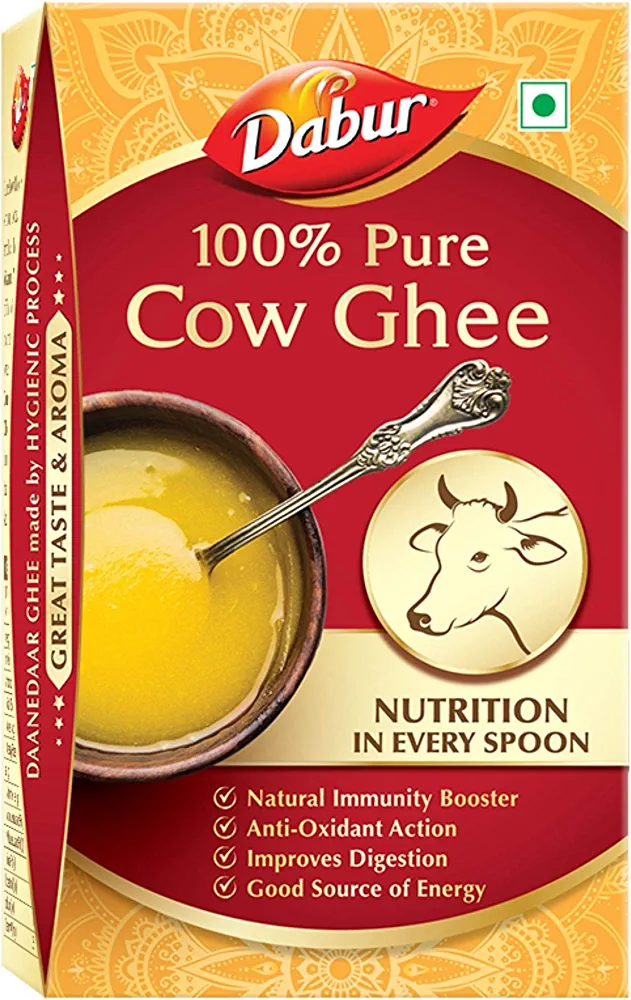 Dabur
100% Pure
Cow Ghee
NUTRITION
IN EVERY SPOON
Natural Immunity Booster
Anti-Oxidant Action
Improves Digestion
Good Source of Energy
DAANEDAAR GHEE made by HYGIENIC PROCESS
GREAT TASTE & AROMA